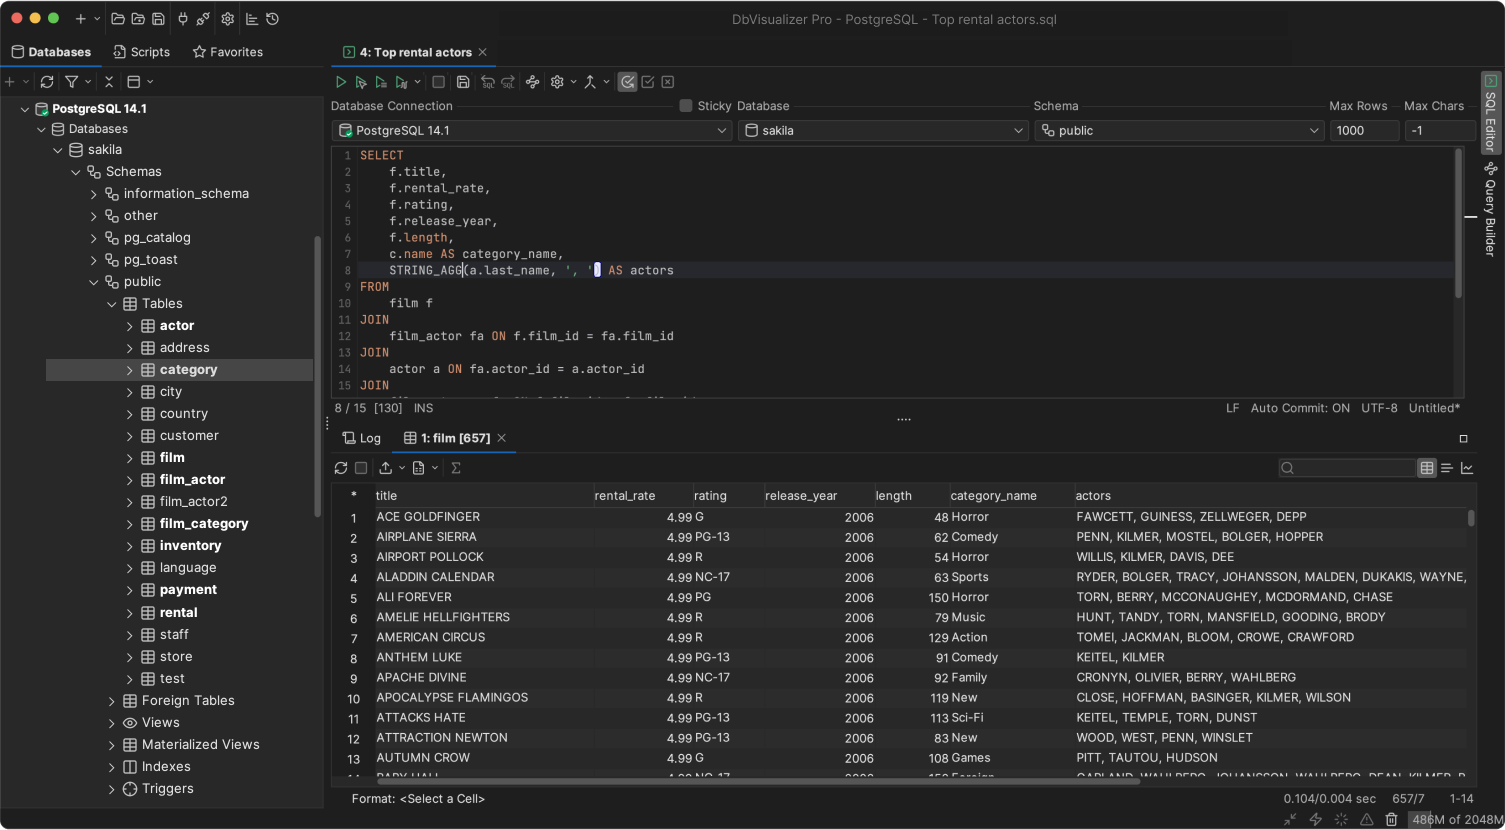 DbVisualizer Pro - PostgreSQL - Top rental actors.sql
Databases
Scripts
Favorites
4: Top rental actors
PostgreSQL 14.1
Databases
sakila
Schemas
information_schema
other
pg_catalog
pg_toast
public
Tables
actor
address
category
city
country
customer
film
film_actor
film_actor2
film_category
inventory
language
payment
rental
staff
store
test
Foreign Tables
Views
Materialized Views
Indexes
Triggers
Database Connection Sticky Database Schema Max Rows Max Chars
PostgreSQL 14.1 sakila public 1000 -1
1 SELECT
2 f.title,
3 f.rental_rate,
4 f.rating,
5 f.release_year,
6 f.length,
7 c.name AS category_name,
8 STRING_AGG(a.last_name, ', ') AS actors
9 FROM
10 film f
11 JOIN
12 film_actor fa ON f.film_id = fa.film_id
13 JOIN
14 actor a ON fa.actor_id = a.actor_id
15 JOIN
8 / 15 [130] INS LF Auto Commit: ON UTF-8 Untitled*
SQL Editor
Query Builder
Log
1: film [657]
* title rental_rate rating release_year length category_name actors
1 ACE GOLDFINGER 4.99 G 2006 48 Horror FAWCETT, GUINESS, ZELLWEGER, DEPP
2 AIRPLANE SIERRA 4.99 PG-13 2006 62 Comedy PENN, KILMER, MOSTEL, BOLGER, HOPPER
3 AIRPORT POLLOCK 4.99 R 2006 54 Horror WILLIS, KILMER, DAVIS, DEE
4 ALADDIN CALENDAR 4.99 NC-17 2006 63 Sports RYDER, BOLGER, TRACY, JOHANSSON, MALDEN, DUKAKIS, WAYNE,
5 ALI FOREVER 4.99 PG 2006 150 Horror TORN, BERRY, MCCONAUGHEY, MCDORMAND, CHASE
6 AMELIE HELLFIGHTERS 4.99 R 2006 79 Music HUNT, TANDY, TORN, MANSFIELD, GOODING, BRODY
7 AMERICAN CIRCUS 4.99 R 2006 129 Action TOMEI, JACKMAN, BLOOM, CROWE, CRAWFORD
8 ANTHEM LUKE 4.99 PG-13 2006 91 Comedy KEITEL, KILMER
9 APACHE DIVINE 4.99 NC-17 2006 92 Family CRONYN, OLIVIER, BERRY, WAHLBERG
10 APOCALYPSE FLAMINGOS 4.99 R 2006 119 New CLOSE, HOFFMAN, BASINGER, KILMER, WILSON
11 ATTACKS HATE 4.99 PG-13 2006 113 Sci-Fi KEITEL, TEMPLE, TORN, DUNST
12 ATTRACTION NEWTON 4.99 PG-13 2006 83 New WOOD, WEST, PENN, WINSLET
13 AUTUMN CROW 4.99 G 2006 108 Games PITT, TAUTOU, HUDSON
Format: <Select a Cell> 0.104/0.004 sec 657/7 1-14
486M of 2048M